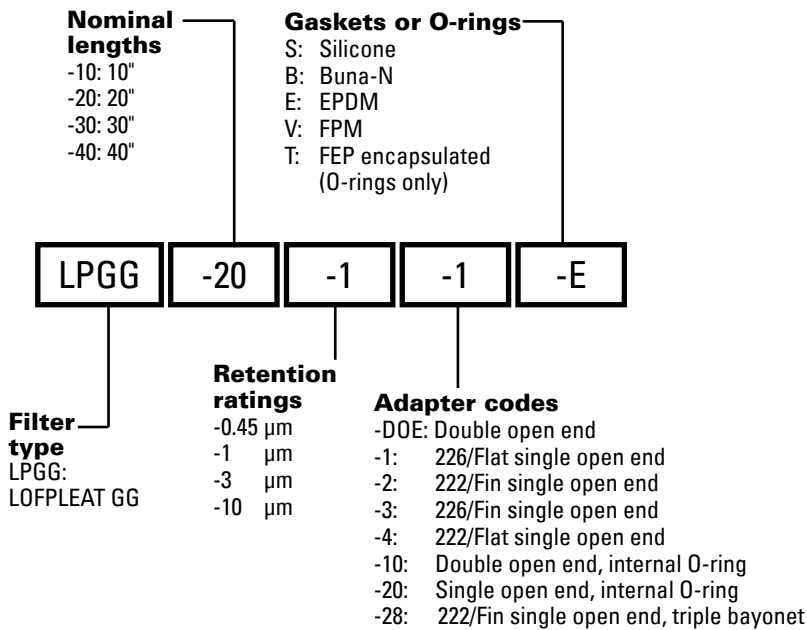 Nominal
lengths
-10: 10"
-20: 20"
-30: 30"
-40: 40"
Gaskets or O-rings
S: Silicone
B: Buna-N
E: EPDM
V: FPM
T: FEP encapsulated
(O-rings only)
LPGG -20 -1 -1 -E
Filter
type
LPGG:
LOFPLEAT GG
Retention
ratings
-0.45 µm
-1 µm
-3 µm
-10 µm
Adapter codes
-DOE: Double open end
-1: 226/Flat single open end
-2: 222/Fin single open end
-3: 226/Fin single open end
-4: 222/Flat single open end
-10: Double open end, internal O-ring
-20: Single open end, internal O-ring
-28: 222/Fin single open end, triple bayonet